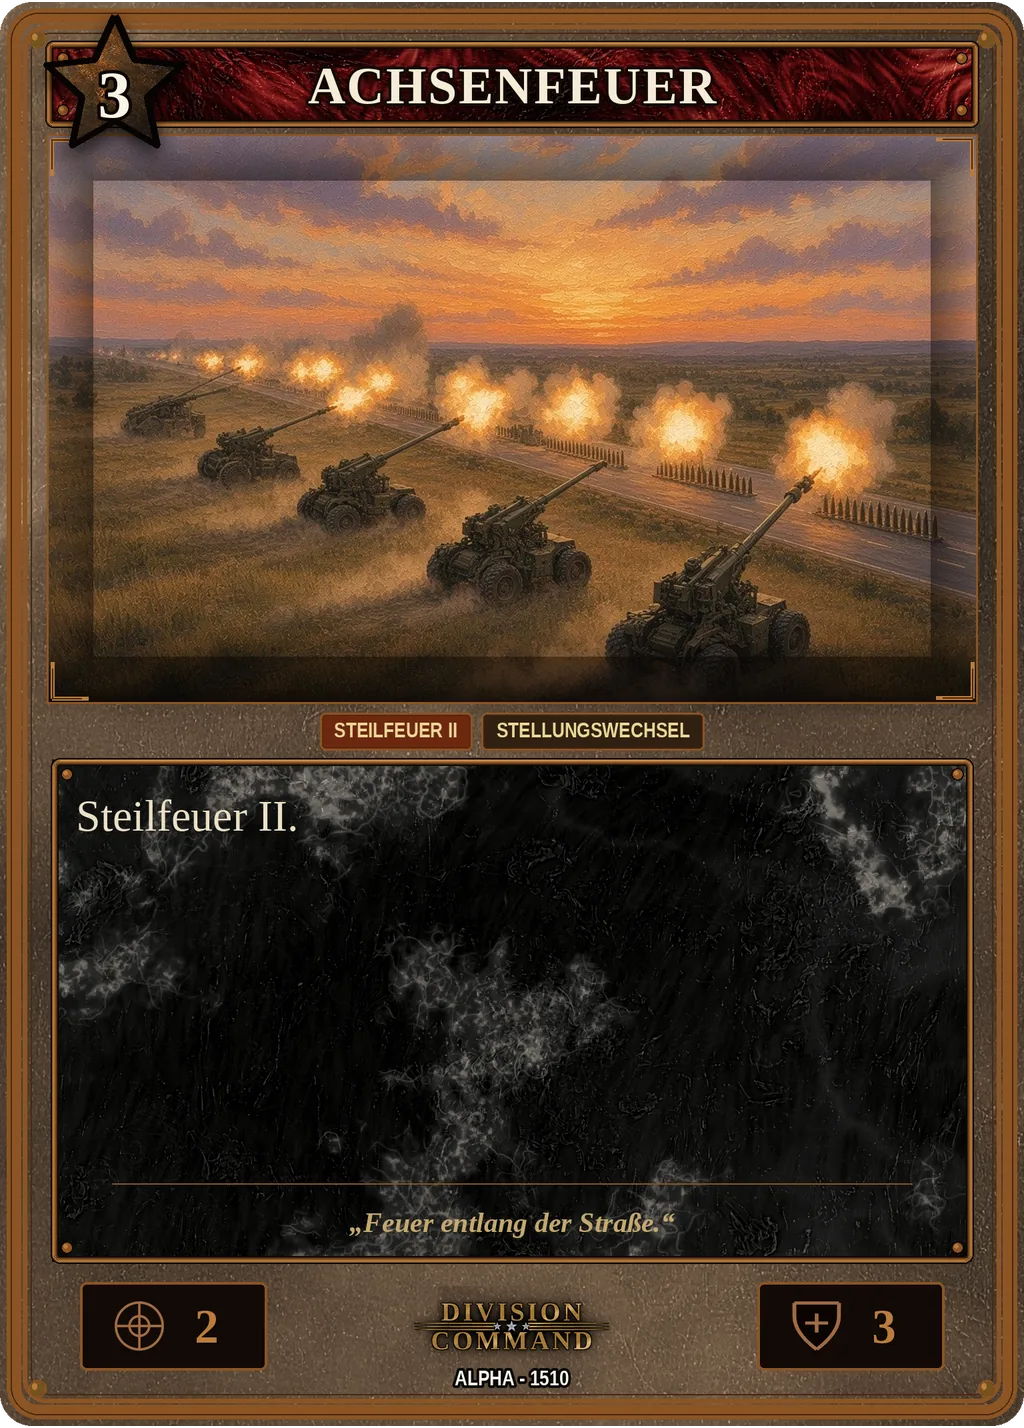 3
ACHSENFEUER
STEILFEUER II
STELLUNGSWECHSEL
Steilfeuer II.
„Feuer entlang der Straße.“
2
DIVISION
COMMAND
3
ALPHA - 1510